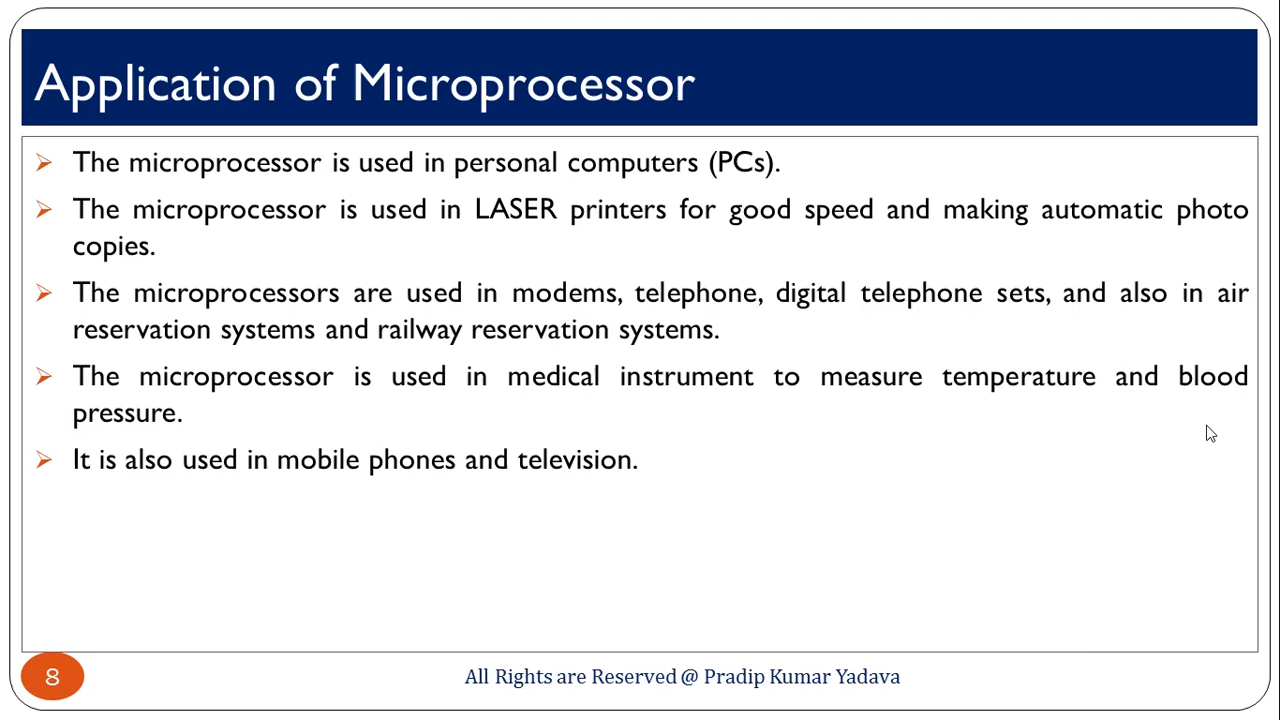 Application of Microprocessor
The microprocessor is used in personal computers (PCs).
The microprocessor is used in LASER printers for good speed and making automatic photo
copies.
The microprocessors are used in modems, telephone, digital telephone sets, and also in air
reservation systems and railway reservation systems.
The microprocessor is used in medical instrument to measure temperature and blood
pressure.
It is also used in mobile phones and television.
8
All Rights are Reserved @ Pradip Kumar Yadava